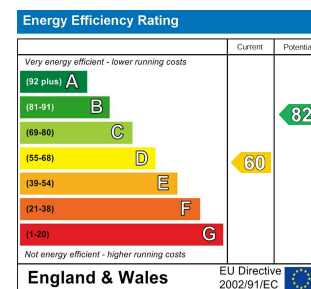 Energy Efficiency Rating
Current Potentia
Very energy efficient - lower running costs
(92 plus) A
(81-91) B
82
(69-80) C
(55-68) D
60
(39-54) E
(21-38) F
(1-20) G
Not energy efficient - higher running costs
England & Wales
EU Directive
2002/91/EC